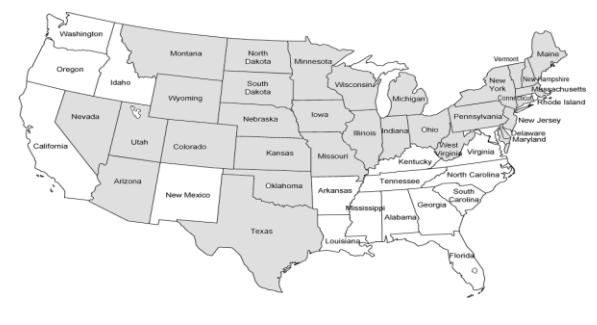 Washington
Oregon
Idaho
Montana
North
Dakota
Minnesota
South
Dakota
Wyoming
Wisconsin
Michigan
Vermont
Maine
New Hampshire
New
York
Massachusetts
Connecticut
Rhode Island
Pennsylvania
New Jersey
Delaware
Maryland
Nevada
Utah
Colorado
Nebraska
Iowa
Illinois
Indiana
Ohio
West
Virginia
Virginia
California
Kansas
Missouri
Kentucky
Arizona
New Mexico
Oklahoma
Arkansas
Tennessee
North Carolina
South
Carolina
Texas
Mississippi
Alabama
Georgia
Louisiana
Florida